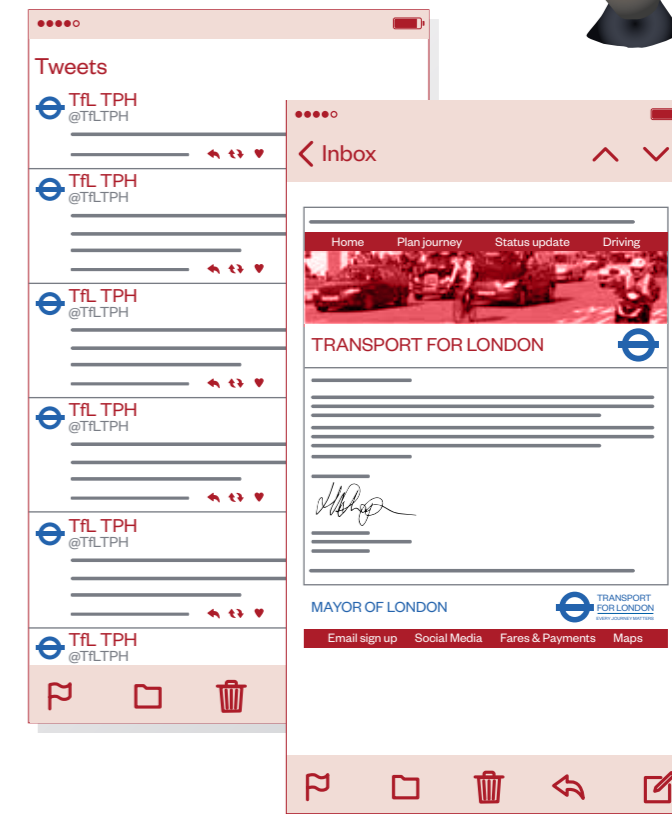 Tweets
TfL TPH
@TfLTPH
TfL TPH
@TfLTPH
TfL TPH
@TfLTPH
TfL TPH
@TfLTPH
TfL TPH
@TfLTPH
TfL TPH
@TfLTPH
Inbox
Home Plan journey Status update Driving
TRANSPORT FOR LONDON
MAYOR OF LONDON
TRANSPORT
FOR LONDON
EVERY JOURNEY MATTERS
Email sign up Social Media Fares & Payments Maps